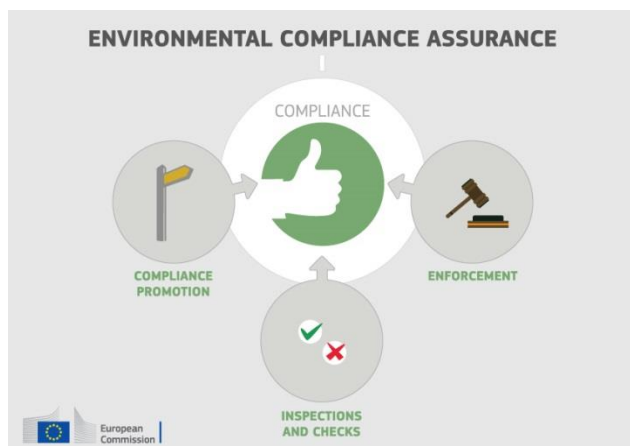 ENVIRONMENTAL COMPLIANCE ASSURANCE
COMPLIANCE
COMPLIANCE
PROMOTION
ENFORCEMENT
INSPECTIONS
AND CHECKS
European
Commission